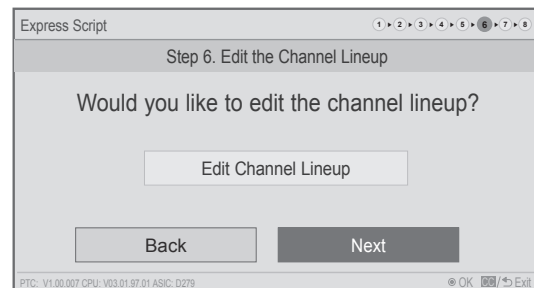 Express Script 1 ▸ 2 ▸ 3 ▸ 4 ▸ 5 ▸ 6 ▸ 7 ▸ 8
Step 6. Edit the Channel Lineup
Would you like to edit the channel lineup?
Edit Channel Lineup
Back Next
PTC: V1.00.007 CPU: V03.01.97.01 ASIC: D279 OK CC/ Exit